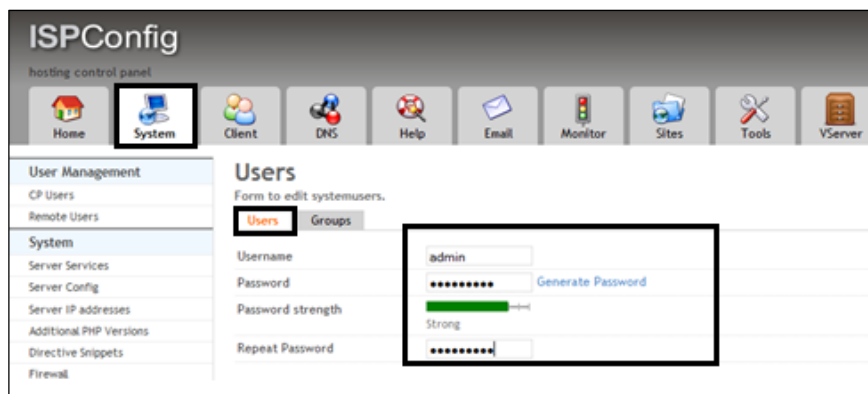 ISPConfig
hosting control panel
Home System Client DNS Help Email Monitor Sites Tools VServer
User Management
CP Users
Remote Users
System
Server Services
Server Config
Server IP addresses
Additional PHP Versions
Directive Snippets
Firewall
Users
Form to edit systemusers.
Users Groups
Username admin
Password ●●●●●●●●● Generate Password
Password strength
Strong
Repeat Password ●●●●●●●●●